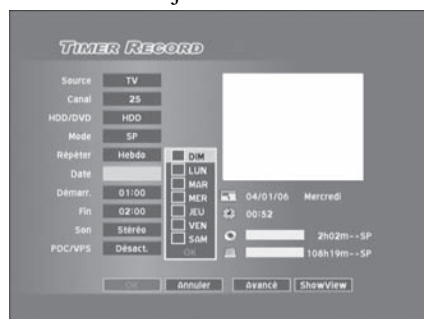 TIMER RECORD
Source TV
Canal 25
HDD/DVD HDD
Mode SP
Répéter Hebdo
Date
Démarr. 01:00
Fin 02:00
Son Stéréo
PDC/VPS Désact.
DIM
LUN
MAR
MER
JEU
VEN
SAM
OK
04/01/06 Mercredi
00:52
2h02m--SP
108h19m--SP
OK Annuler Avancé ShowView